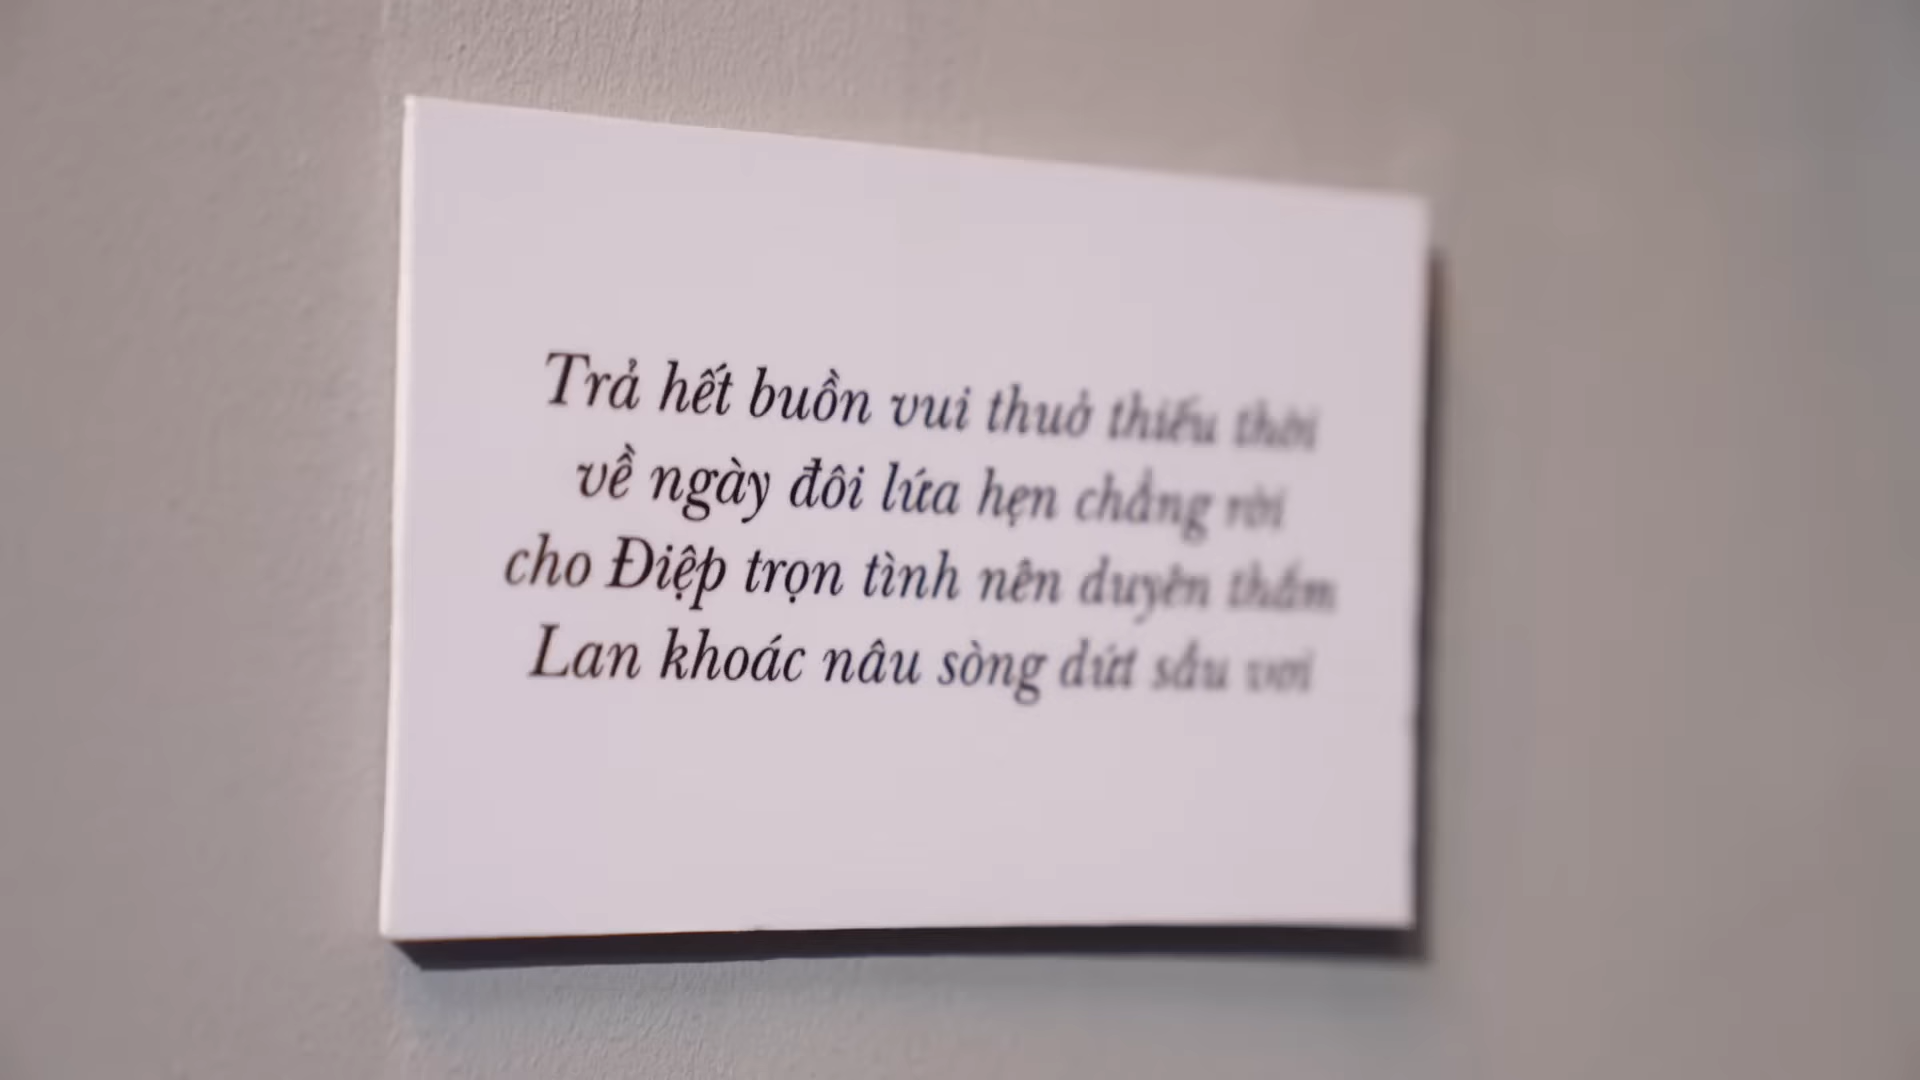 Trả hết buồn vui thuở thiếu thời
về ngày đôi lứa hẹn chẳng rời
cho Điệp trọn tình nên duyên thắm
Lan khoác nâu sòng dứt sầu vơi